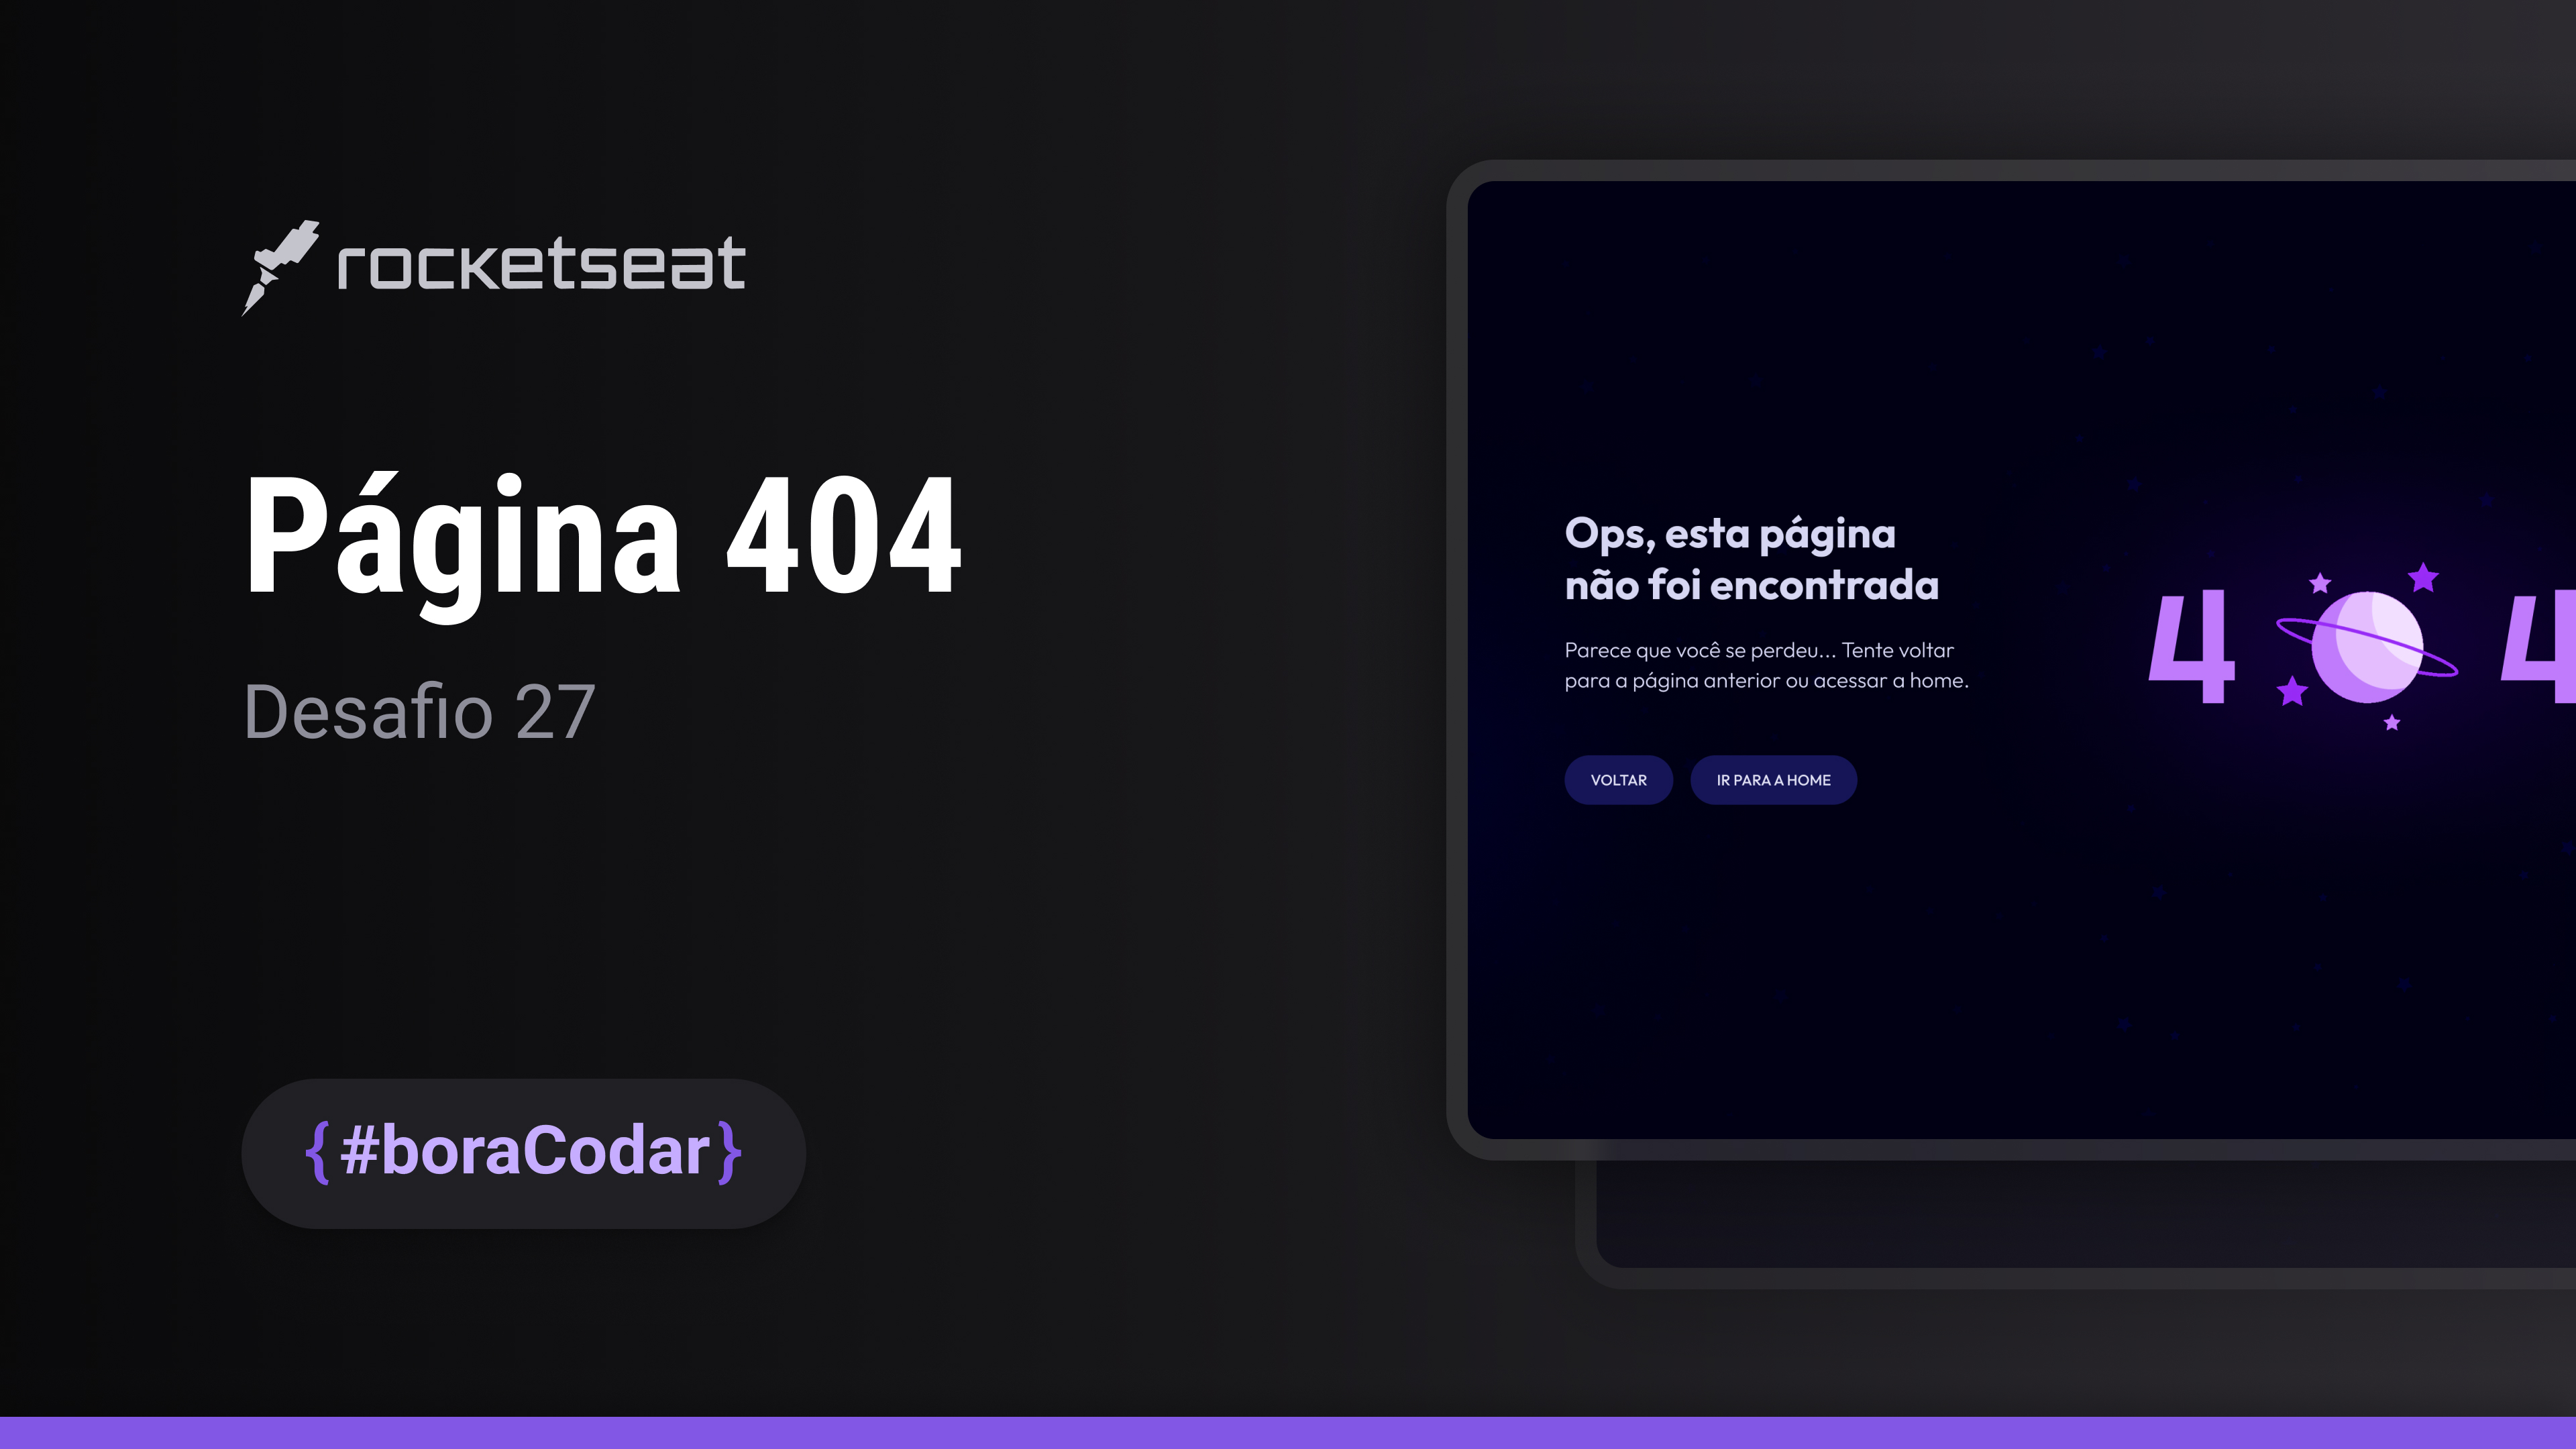 rocketseat
Página 404
Desafio 27
{#boraCodar}
Ops, esta página
não foi encontrada
Parece que você se perdeu... Tente voltar
para a página anterior ou acessar a home.
VOLTAR
IR PARA A HOME
4 4